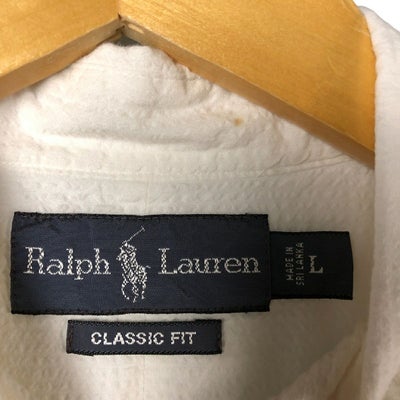 Ralph Lauren
MADE IN
SRI LANKA
L
CLASSIC FIT